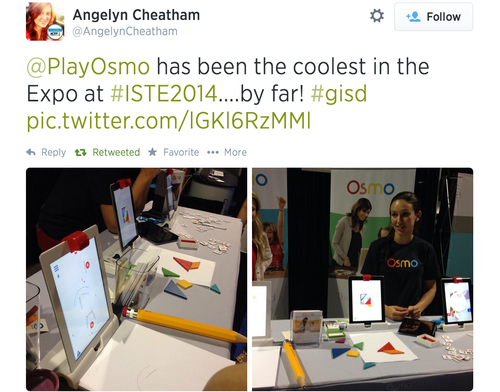 Angelyn Cheatham
@AngelynCheatham
Follow
@PlayOsmo has been the coolest in the
Expo at #ISTE2014....by far! #gisd
pic.twitter.com/lGKl6RzMMl
Reply Retweeted Favorite More
Osmo
Osmo